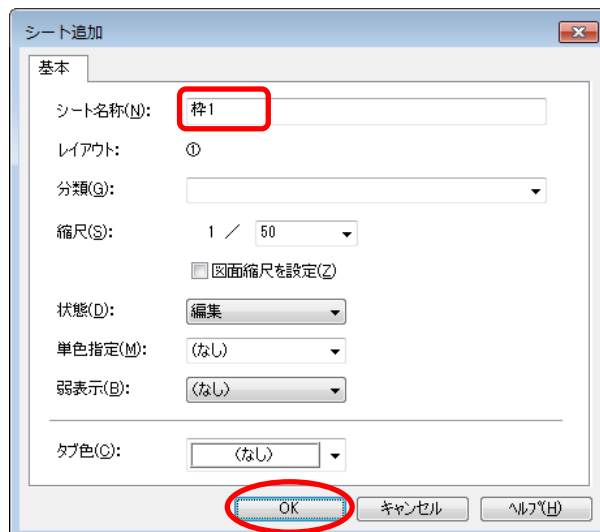 シート追加
基本
シート名称(N): 枠1
レイアウト: ①
分類(G):
縮尺(S): 1 ／ 50
図面縮尺を設定(Z)
状態(D): 編集
単色指定(M): (なし)
弱表示(B): (なし)
タブ色(C): (なし)
OK キャンセル ヘルプ(H)